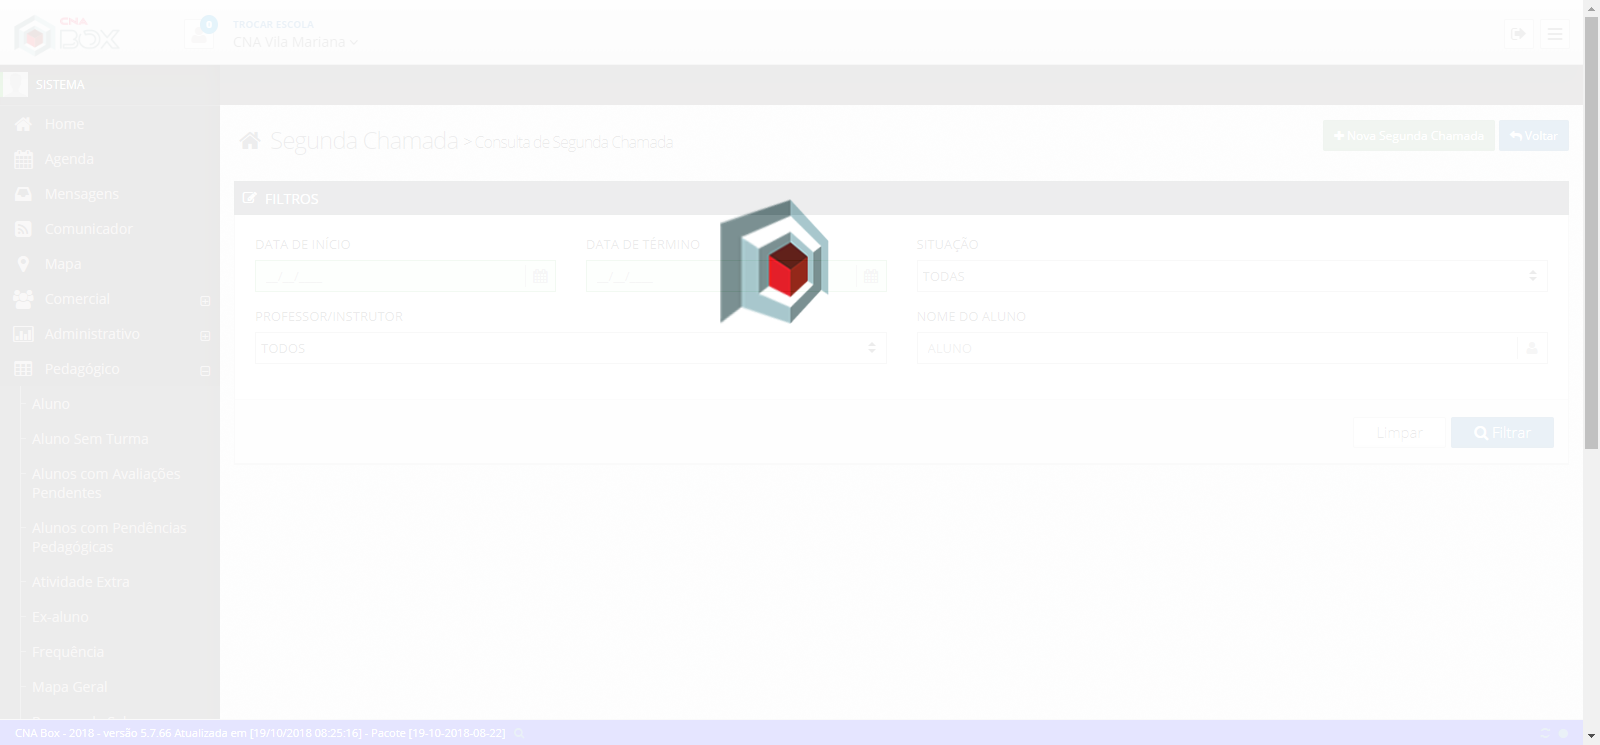 CNA
BOX
0
TROCAR ESCOLA
CNA Vila Mariana
SISTEMA
Home
Agenda
Mensagens
Comunicador
Mapa
Comercial
Administrativo
Pedagógico
Aluno
Aluno Sem Turma
Alunos com Avaliações
Pendentes
Alunos com Pendências
Pedagógicas
Atividade Extra
Ex-aluno
Frequência
Mapa Geral
Segunda Chamada > Consulta de Segunda Chamada
Nova Segunda Chamada
Voltar
FILTROS
DATA DE INÍCIO
DATA DE TÉRMINO
SITUAÇÃO
__/__/____
__/__/____
TODAS
PROFESSOR/INSTRUTOR
NOME DO ALUNO
TODOS
ALUNO
Limpar
Filtrar
CNA Box - 2018 - versão 5.7.66 Atualizada em [19/10/2018 08:25:16] - Pacote [19-10-2018-08-22]